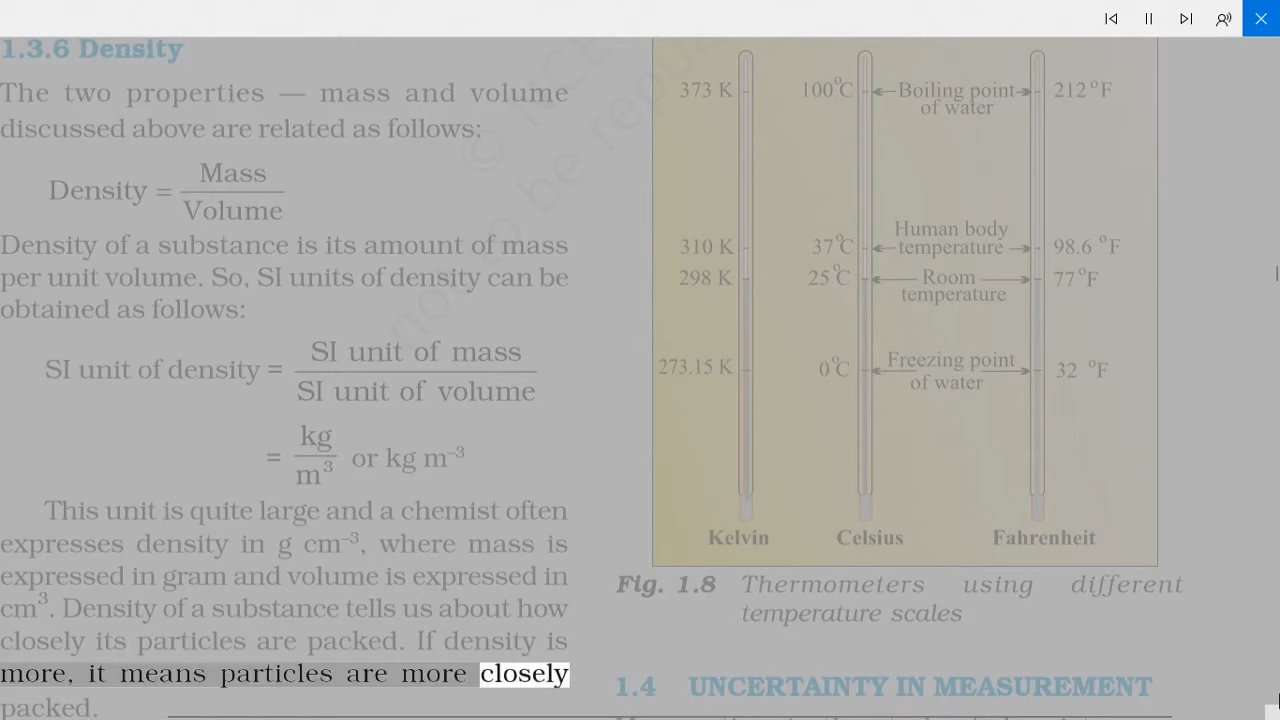 1.3.6 Density
The two properties — mass and volume
discussed above are related as follows:
Density = Mass
Volume
Density of a substance is its amount of mass
per unit volume. So, SI units of density can be
obtained as follows:
SI unit of density = SI unit of mass
SI unit of volume
= kg
m³ or kg m–3
This unit is quite large and a chemist often
expresses density in g cm–3, where mass is
expressed in gram and volume is expressed in
cm3. Density of a substance tells us about how
closely its particles are packed. If density is
more, it means particles are more closely
packed.
373 K 100°C Boiling point 212 °F
of water
Human body
310 K 37°C temperature 98.6 °F
298 K 25°C Room 77 °F
temperature
273.15 K 0°C Freezing point 32 °F
of water
Kelvin Celsius Fahrenheit
Fig. 1.8 Thermometers using different
temperature scales
1.4 UNCERTAINTY IN MEASUREMENT